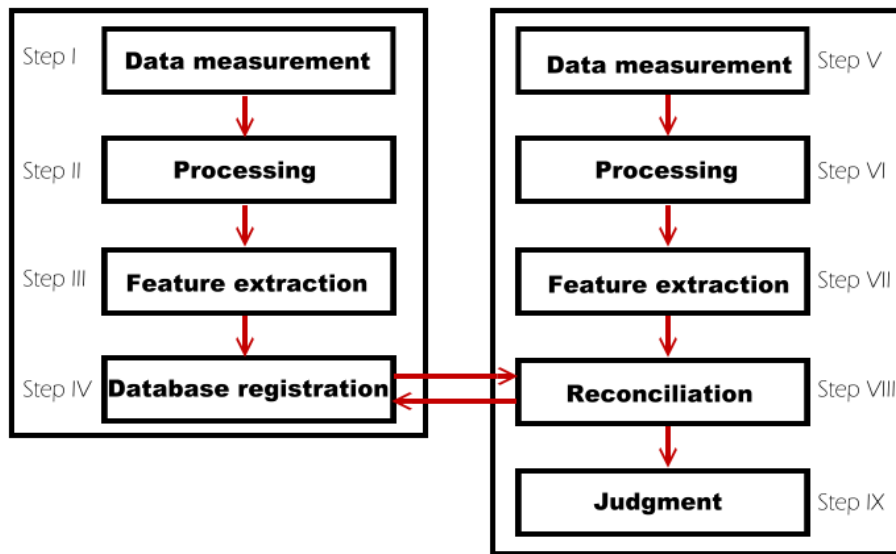 Step I
Data measurement
Step II
Processing
Step III
Feature extraction
Step IV
Database registration
Data measurement
Step V
Processing
Step VI
Feature extraction
Step VII
Reconciliation
Step VIII
Judgment
Step IX